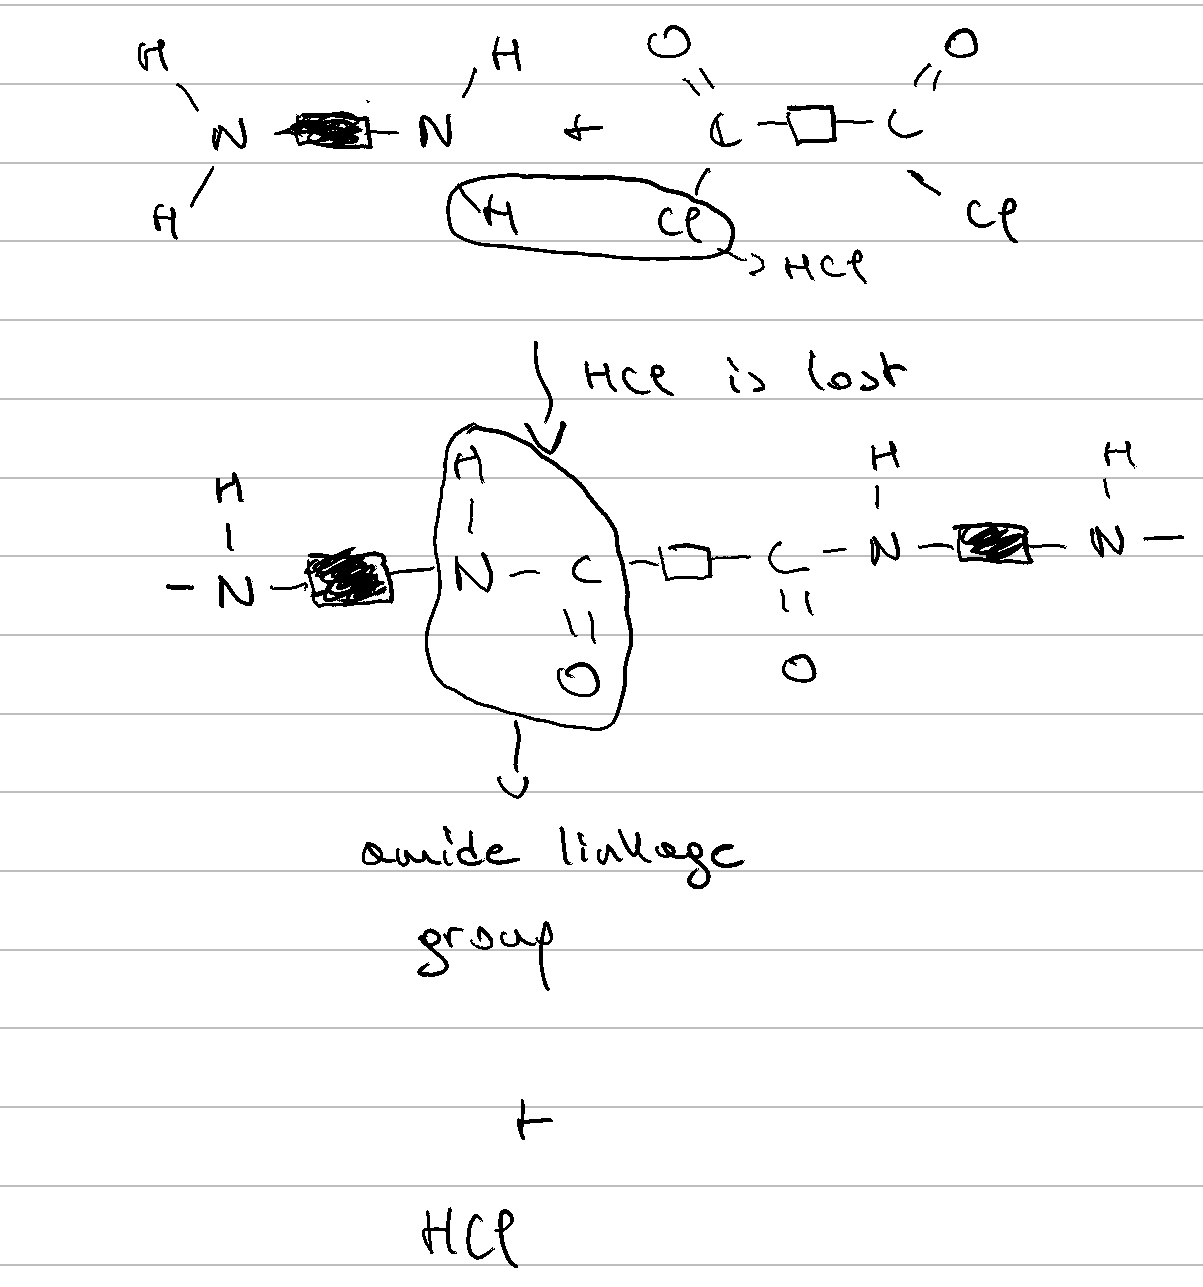 H H O O
N N + C C
H H Cl Cl
HCl
HCl is lost
H H H H
N N C C N N
O O
amide linkage
group
+
HCl